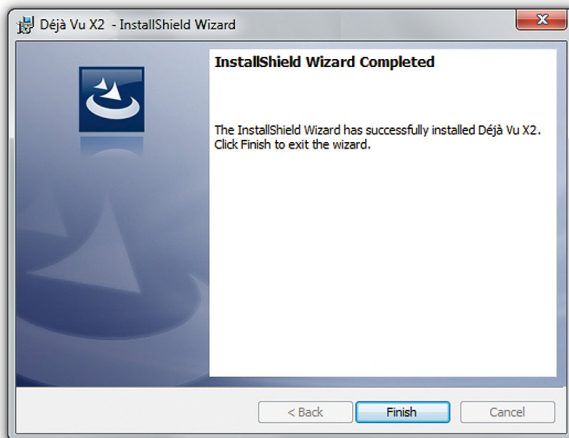 Déjà Vu X2 - InstallShield Wizard
InstallShield Wizard Completed
The InstallShield Wizard has successfully installed Déjà Vu X2.
Click Finish to exit the wizard.
< Back
Finish
Cancel